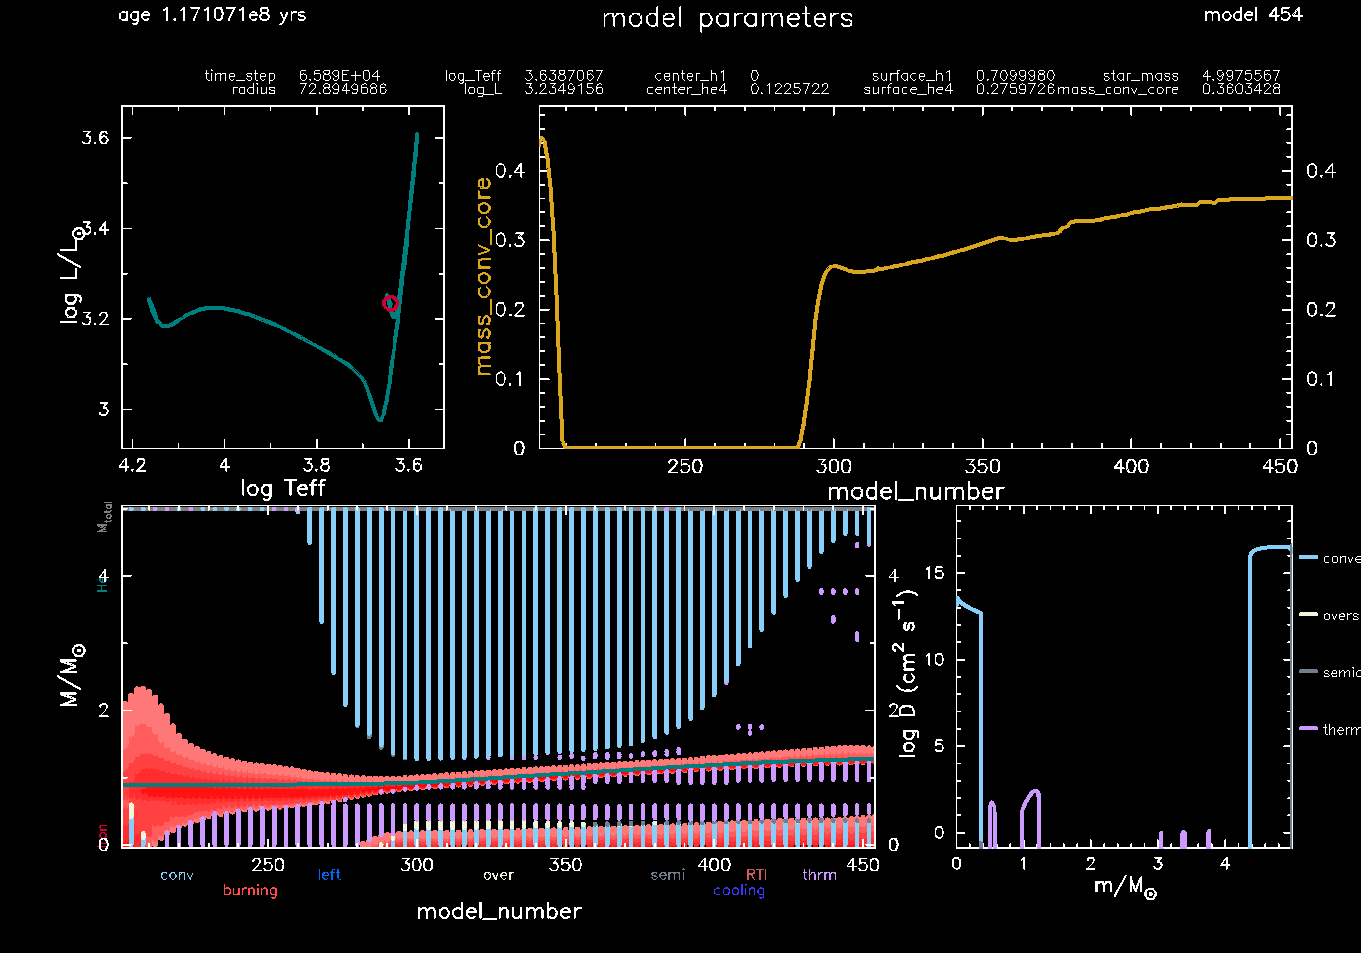 age 1.171071e8 yrs
model parameters
model 454
time_step 6.589E+04 log_Teff 3.6387067 center_h1 0 surface_h1 0.7099980 star_mass 4.9975567
radius 72.8949686 log_L 3.2349156 center_he4 0.1225722 surface_he4 0.2759726 mass_conv_core 0.3603428
3.6
3.4
3.2
3
log L/L⊙
4.2 4 3.8 3.6
log Teff
mass_conv_core
0.4
0.3
0.2
0.1
0
0.4
0.3
0.2
0.1
0
250 300 350 400 450
model_number
Mtotal
He
4
2
0
M/M⊙
4
2
0
250 300 350 400 450
conv left over semi RTI thrm
burning cooling
model_number
log D (cm² s⁻¹)
15
10
5
0
0 1 2 3 4
m/M⊙
conve
overs
semic
therm